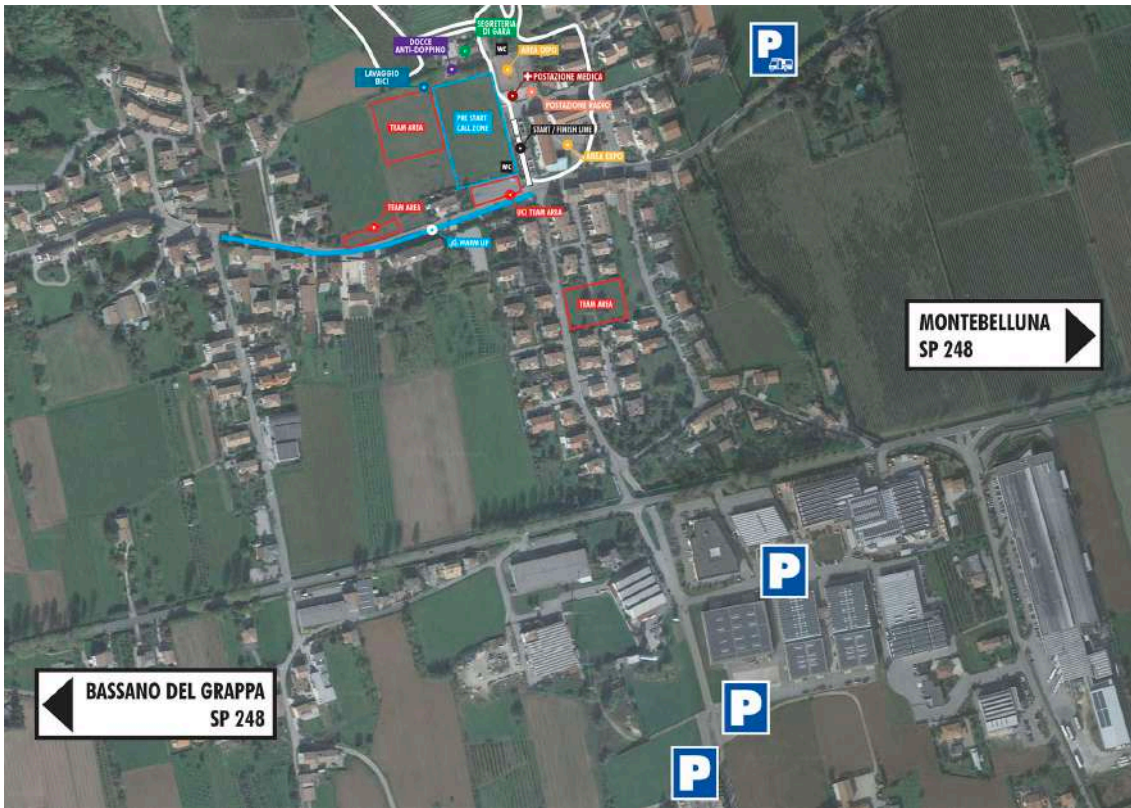 SEGRETERIA
DI GARA
DOCCE
ANTI-DOPPING
WC
AREA EXPO
LAVAGGIO
BICI
POSTAZIONE MEDICA
POSTAZIONE RADIO
TEAM AREA
PRE START
CALL ZONE
START / FINISH LINE
WC
AREA EXPO
TEAM AREA
UCI TEAM AREA
WARM UP
TEAM AREA
P
MONTEBELLUNA
SP 248
P
BASSANO DEL GRAPPA
SP 248
P
P